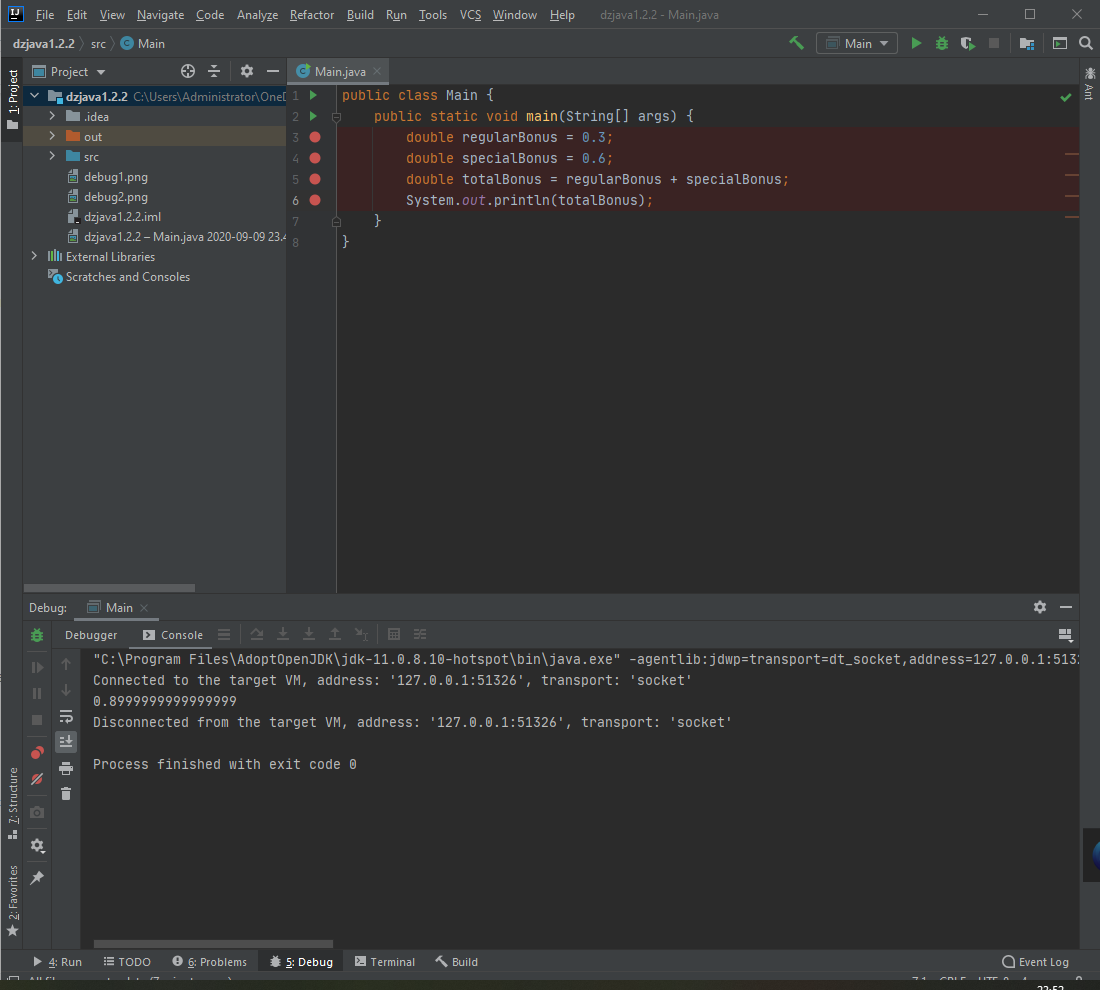 File Edit View Navigate Code Analyze Refactor Build Run Tools VCS Window Help dzjava1.2.2 - Main.java
dzjava1.2.2 src Main
Main
1: Project
Project
Main.java
Ant
dzjava1.2.2 C:\Users\Administrator\OneD
.idea
out
src
debug1.png
debug2.png
dzjava1.2.2.iml
dzjava1.2.2 – Main.java 2020-09-09 23.4
External Libraries
Scratches and Consoles
1 public class Main {
2 public static void main(String[] args) {
3 double regularBonus = 0.3;
4 double specialBonus = 0.6;
5 double totalBonus = regularBonus + specialBonus;
6 System.out.println(totalBonus);
7 }
8 }
Debug: Main
Debugger Console
"C:\Program Files\AdoptOpenJDK\jdk-11.0.8.10-hotspot\bin\java.exe" -agentlib:jdwp=transport=dt_socket,address=127.0.0.1:5132
Connected to the target VM, address: '127.0.0.1:51326', transport: 'socket'
0.8999999999999999
Disconnected from the target VM, address: '127.0.0.1:51326', transport: 'socket'
Process finished with exit code 0
7: Structure
2: Favorites
4: Run TODO 6: Problems 5: Debug Terminal Build Event Log